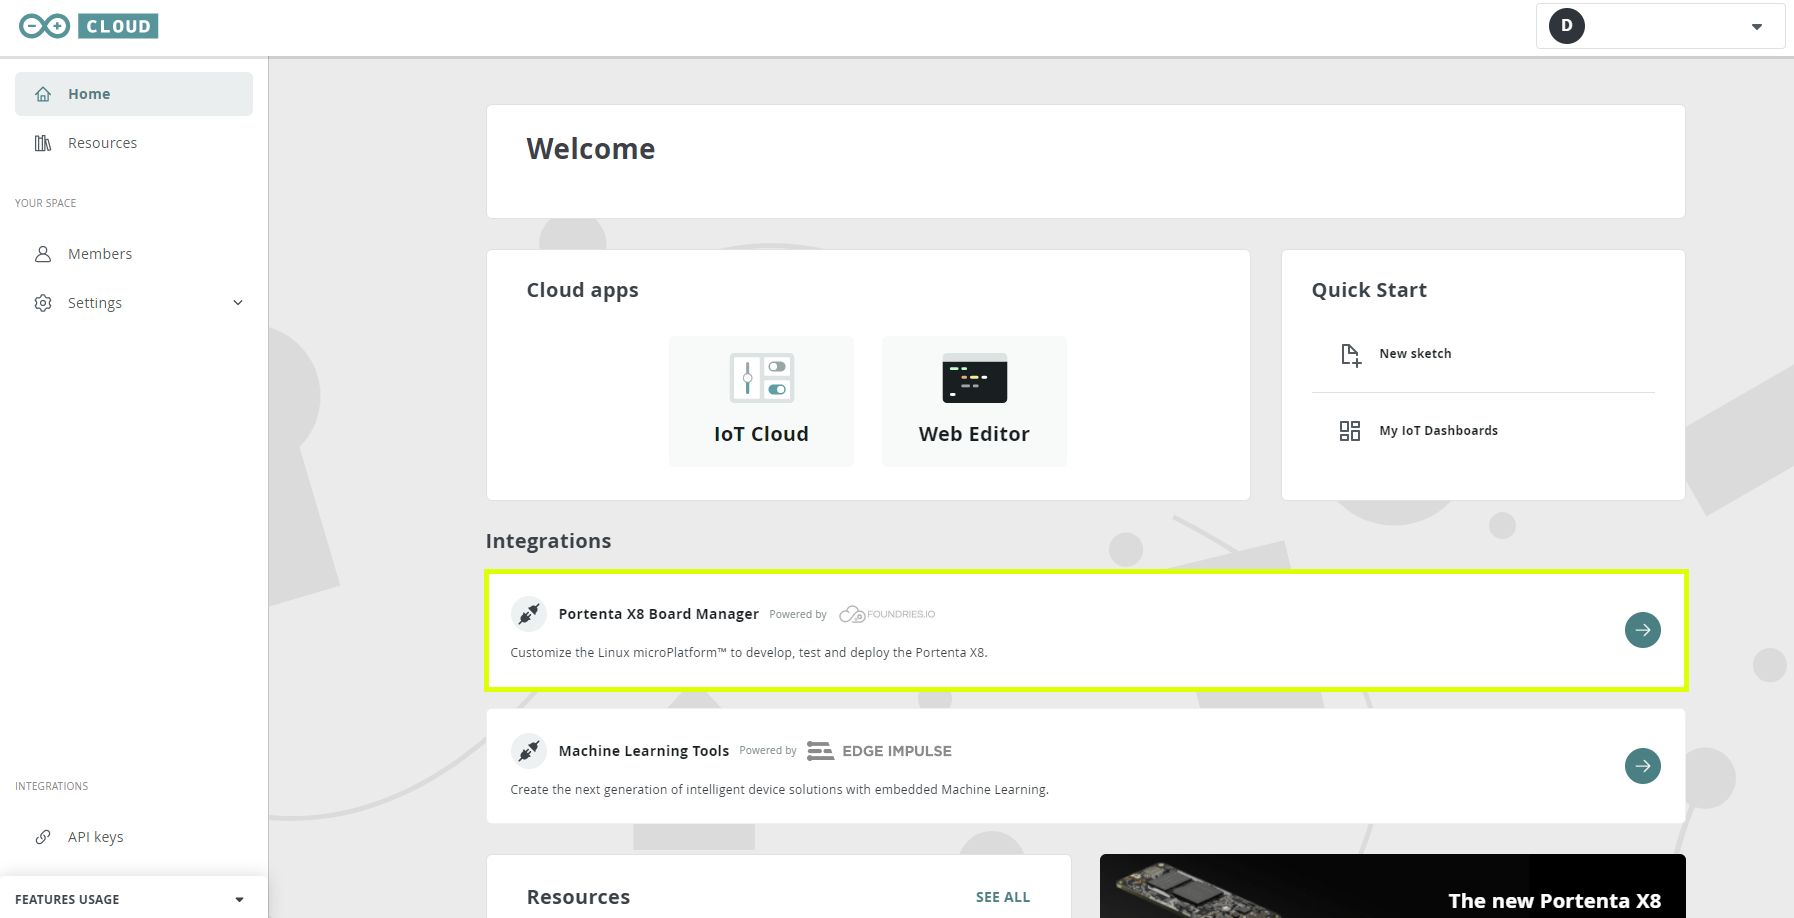 CLOUD
D
Home
Resources
YOUR SPACE
Members
Settings
INTEGRATIONS
API keys
FEATURES USAGE
Welcome
Cloud apps
IoT Cloud
Web Editor
Quick Start
New sketch
My IoT Dashboards
Integrations
Portenta X8 Board Manager Powered by FOUNDRIES.IO
Customize the Linux microPlatform™ to develop, test and deploy the Portenta X8.
Machine Learning Tools Powered by EDGE IMPULSE
Create the next generation of intelligent device solutions with embedded Machine Learning.
Resources SEE ALL
The new Portenta X8